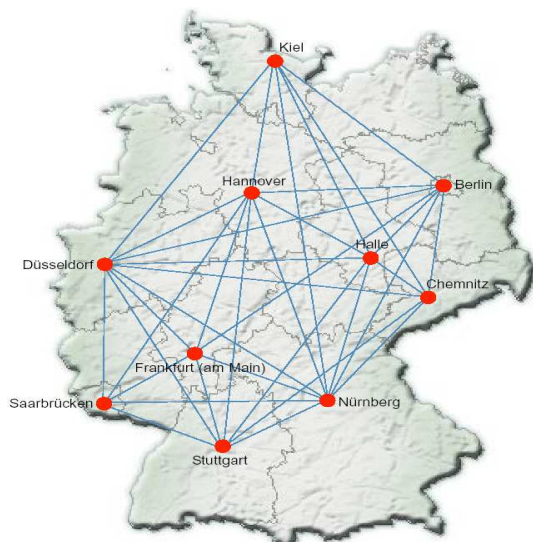 Kiel
Hannover
Berlin
Halle
Düsseldorf
Chemnitz
Frankfurt (am Main)
Saarbrücken
Nürnberg
Stuttgart